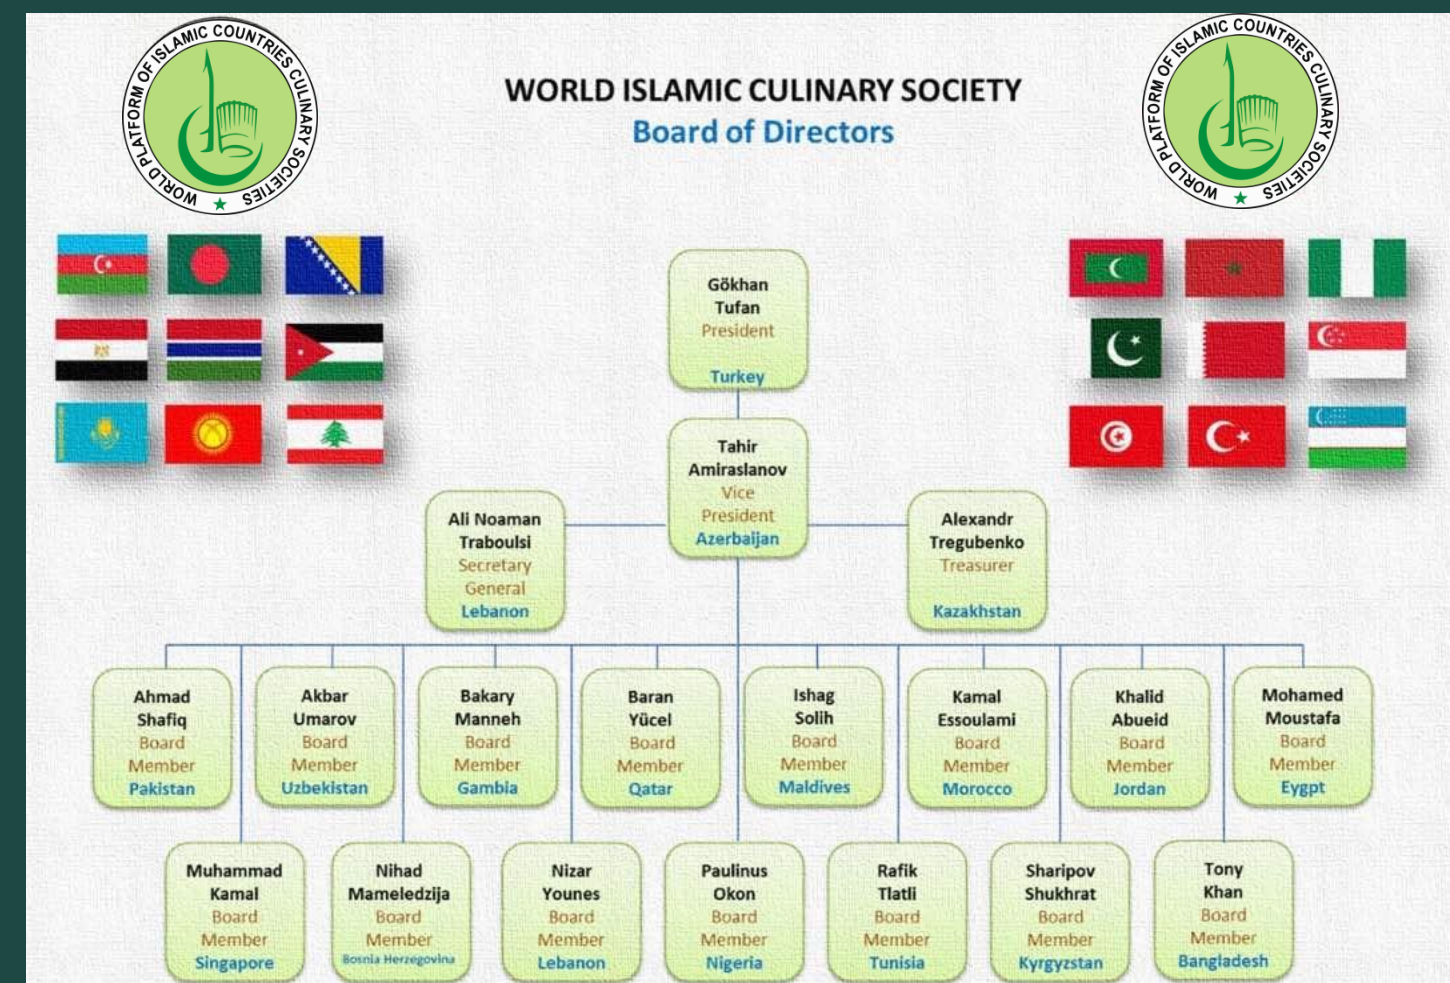 WORLD PLATFORM OF ISLAMIC COUNTRIES CULINARY SOCIETIES
WORLD ISLAMIC CULINARY SOCIETY
Board of Directors
WORLD PLATFORM OF ISLAMIC COUNTRIES CULINARY SOCIETIES
Gökhan
Tufan
President
Turkey
Tahir
Amiraslanov
Vice
President
Azerbaijan
Ali Noaman
Traboulsi
Secretary
General
Lebanon
Alexandr
Tregubenko
Treasurer
Kazakhstan
Ahmad
Shafiq
Board
Member
Pakistan
Akbar
Umarov
Board
Member
Uzbekistan
Bakary
Manneh
Board
Member
Gambia
Baran
Yücel
Board
Member
Qatar
Ishag
Solih
Board
Member
Maldives
Kamal
Essoulami
Board
Member
Morocco
Khalid
Abueid
Board
Member
Jordan
Mohamed
Moustafa
Board
Member
Eygpt
Muhammad
Kamal
Board
Member
Singapore
Nihad
Mameledzija
Board
Member
Bosnia Herzegovina
Nizar
Younes
Board
Member
Lebanon
Paulinus
Okon
Board
Member
Nigeria
Rafik
Tlatli
Board
Member
Tunisia
Sharipov
Shukhrat
Board
Member
Kyrgyzstan
Tony
Khan
Board
Member
Bangladesh